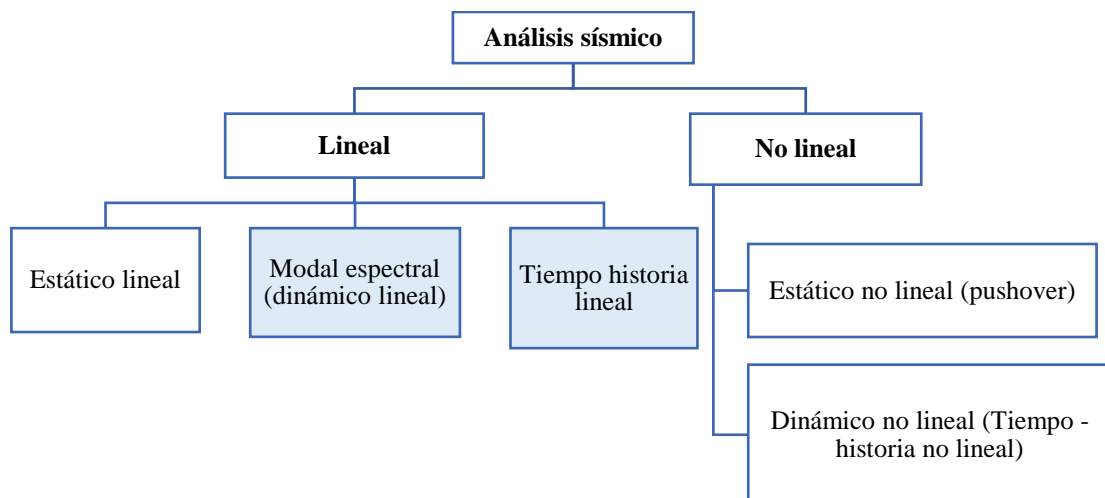 Análisis sísmico
Lineal
No lineal
Estático lineal
Modal espectral
(dinámico lineal)
Tiempo historia
lineal
Estático no lineal (pushover)
Dinámico no lineal (Tiempo -
historia no lineal)